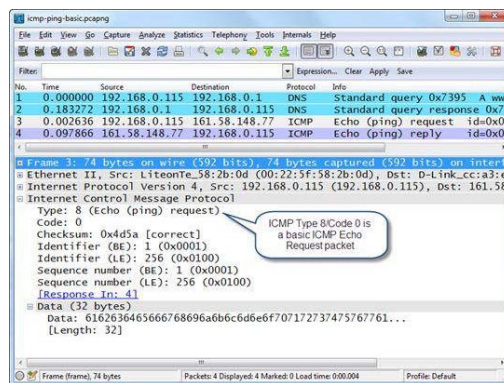 icmp-ping-basic.pcapng
File Edit View Go Capture Analyze Statistics Telephony Tools Internals Help
Filter: Expression... Clear Apply Save
No. Time Source Destination Protocol Info
1 0.000000 192.168.0.115 192.168.0.1 DNS Standard query 0x7395 A ww
2 0.183272 192.168.0.1 192.168.0.115 DNS Standard query response 0x7
3 0.002636 192.168.0.115 161.58.148.77 ICMP Echo (ping) request id=0x0
4 0.097866 161.58.148.77 192.168.0.115 ICMP Echo (ping) reply id=0x0
Frame 3: 74 bytes on wire (592 bits), 74 bytes captured (592 bits) on interf
Ethernet II, Src: LiteonTe_58:2b:0d (00:22:5f:58:2b:0d), Dst: D-Link_cc:a3:e
Internet Protocol Version 4, Src: 192.168.0.115 (192.168.0.115), Dst: 161.58
Internet Control Message Protocol
Type: 8 (Echo (ping) request)
Code: 0
Checksum: 0x4d5a [correct]
Identifier (BE): 1 (0x0001)
Identifier (LE): 256 (0x0100)
Sequence number (BE): 1 (0x0001)
Sequence number (LE): 256 (0x0100)
[Response In: 4]
Data (32 bytes)
Data: 6162636465666768696a6b6c6d6e6f707172737475767761...
[Length: 32]
ICMP Type 8/Code 0 is
a basic ICMP Echo
Request packet
Frame (frame), 74 bytes Packets: 4 Displayed: 4 Marked: 0 Load time: 0:00.004 Profile: Default